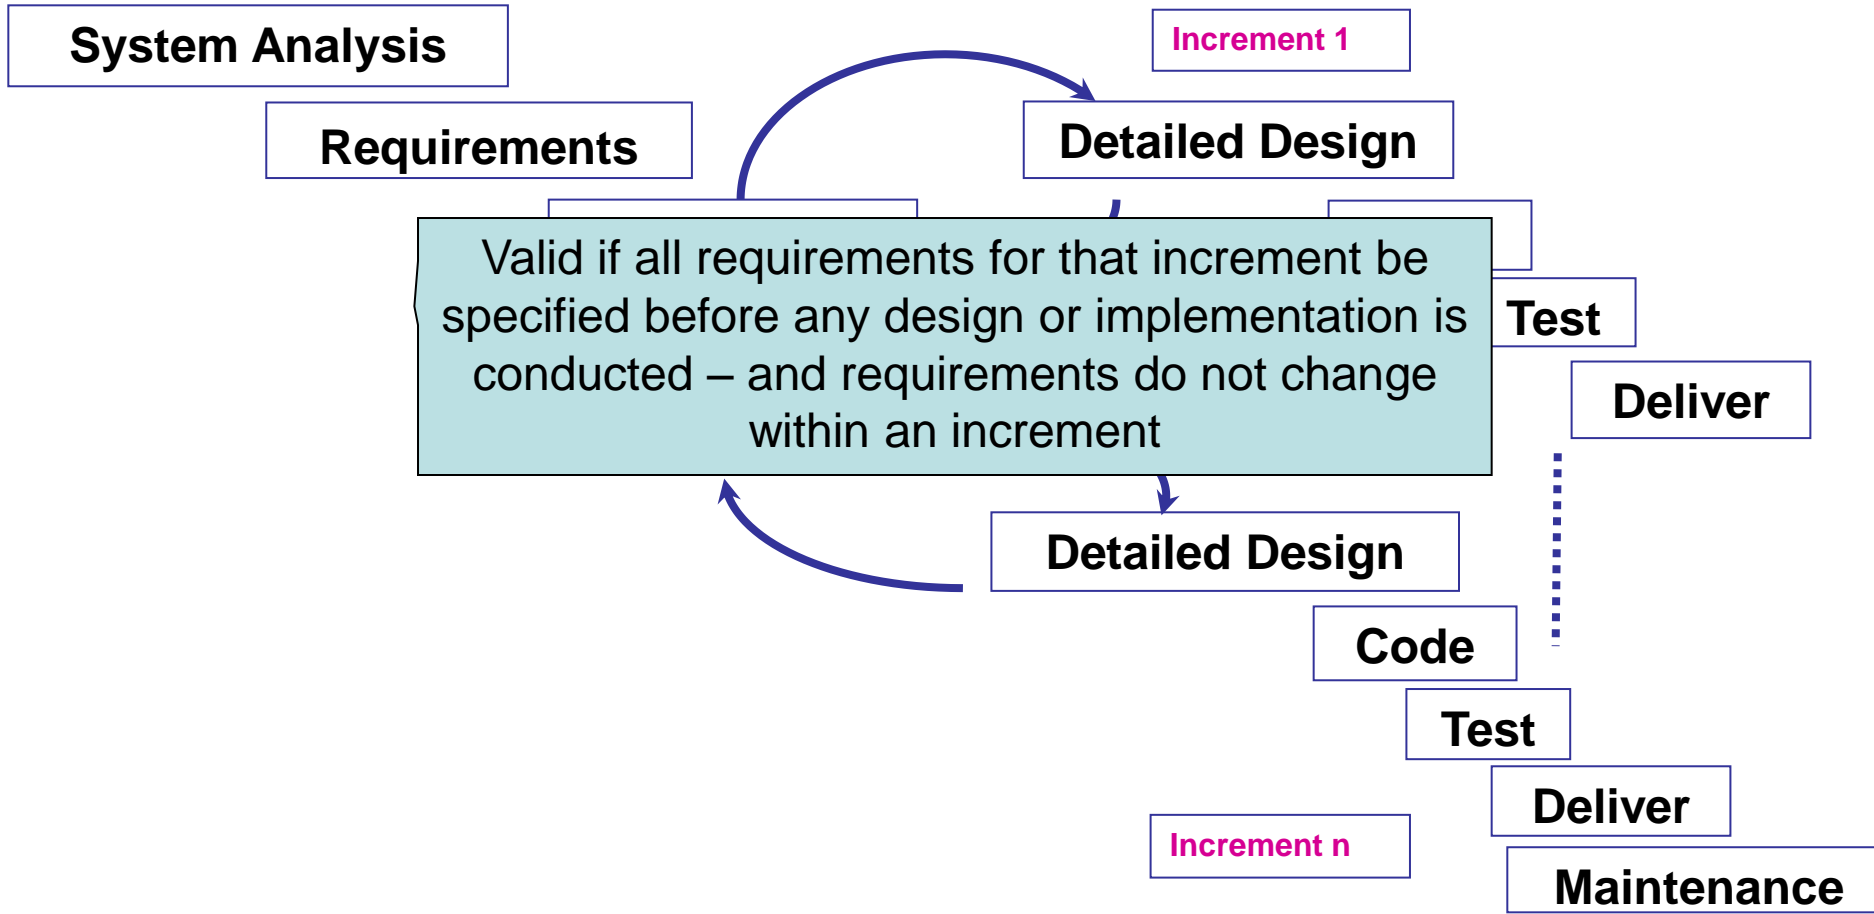 System Analysis
Increment 1
Requirements
Detailed Design
Valid if all requirements for that increment be
specified before any design or implementation is
conducted – and requirements do not change
within an increment
Test
Deliver
Detailed Design
Code
Test
Deliver
Increment n
Maintenance